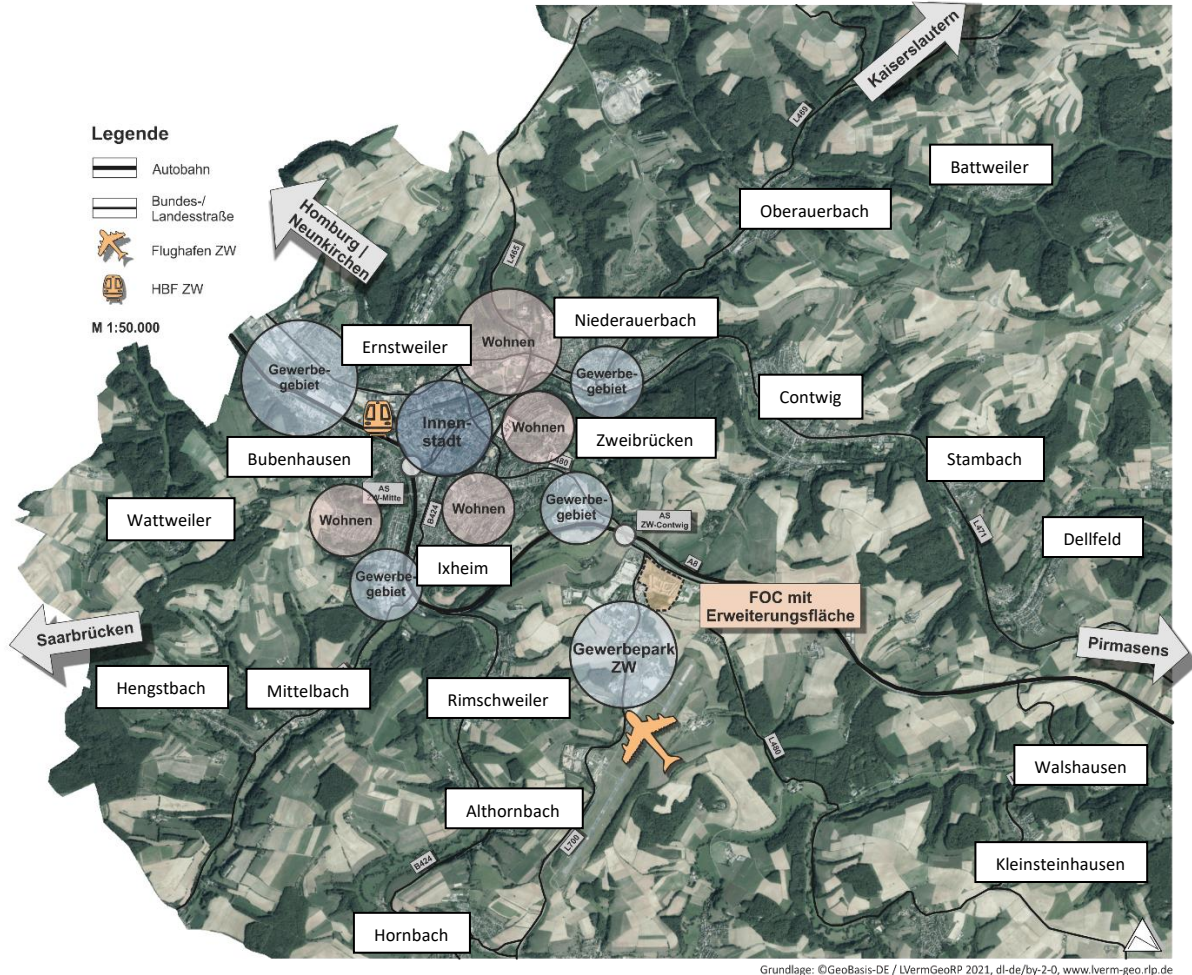 Kaiserslautern
Legende
Autobahn
Bundes-/
Landesstraße
Flughafen ZW
HBF ZW
M 1:50.000
Homburg |
Neunkirchen
L469
Battweiler
Oberauerbach
L465
Niederauerbach
Ernstweiler
Wohnen
Gewerbe-
gebiet
Gewerbe-
gebiet
Contwig
Innen-
stadt
Wohnen
Zweibrücken
Bubenhausen
Stambach
AS
ZW-Mitte
B424
Wohnen
Wohnen
Gewerbe-
gebiet
AS
ZW-Contwig
Wattweiler
L471
Dellfeld
Ixheim
Gewerbe-
gebiet
A8
FOC mit
Erweiterungsfläche
Saarbrücken
Pirmasens
Gewerbepark
ZW
Hengstbach
Mittelbach
Rimschweiler
L480
Walshausen
Althornbach
L700
B424
Kleinsteinhausen
Hornbach
Grundlage: ©GeoBasis-DE / LVermGeoRP 2021, dl-de/by-2-0, www.lverm-geo.rlp.de